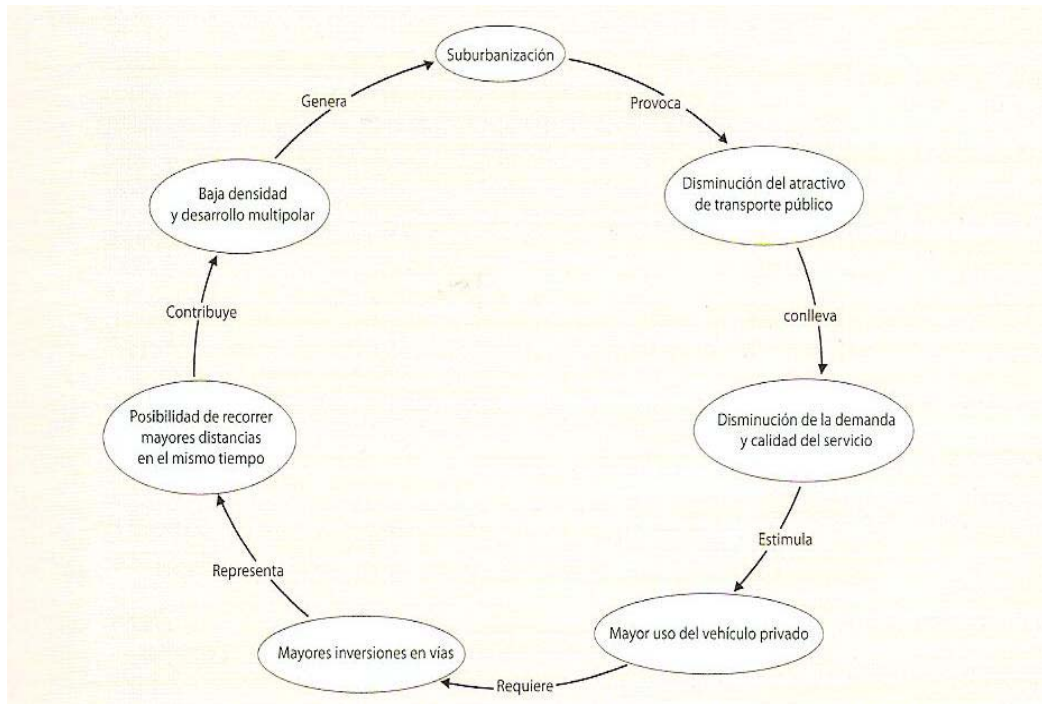 Suburbanización
Provoca
Disminución del atractivo
de transporte público
conlleva
Disminución de la demanda
y calidad del servicio
Estimula
Mayor uso del vehículo privado
Requiere
Mayores inversiones en vías
Representa
Posibilidad de recorrer
mayores distancias
en el mismo tiempo
Contribuye
Baja densidad
y desarrollo multipolar
Genera